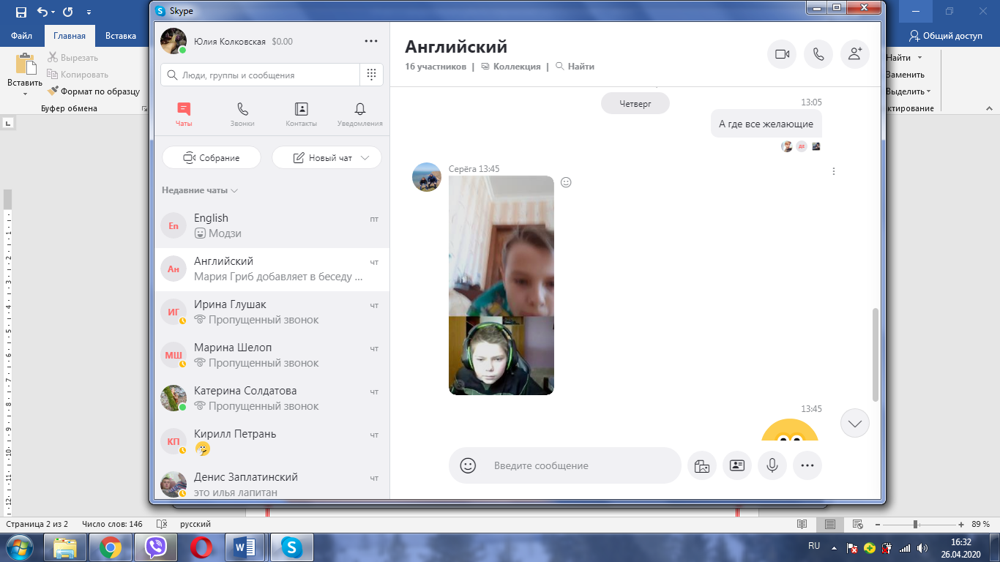 Skype
Файл
Главная
Вставка
Общий доступ
Вставить
Вырезать
Копировать
Формат по образцу
Буфер обмена
Найти
Заменить
Выделить
ктирование
Юлия Колковская $0.00
Люди, группы и сообщения
Чаты
Звонки
Контакты
Уведомления
Собрание
Новый чат
Недавние чаты
En
English
пт
Модзи
Ан
Английский
чт
Мария Гриб добавляет в беседу ...
ИГ
Ирина Глушак
чт
Пропущенный звонок
МШ
Марина Шелоп
чт
Пропущенный звонок
Катерина Солдатова
чт
Пропущенный звонок
КП
Кирилл Петрань
чт
Денис Заплатинский
чт
это илья лапитан
Английский
16 участников | Коллекция | Найти
Четверг
13:05
А где все желающие
ДЕ
Серёга 13:45
13:45
Введите сообщение
Страница 2 из 2
Число слов: 146
русский
89 %
RU
16:32
26.04.2020